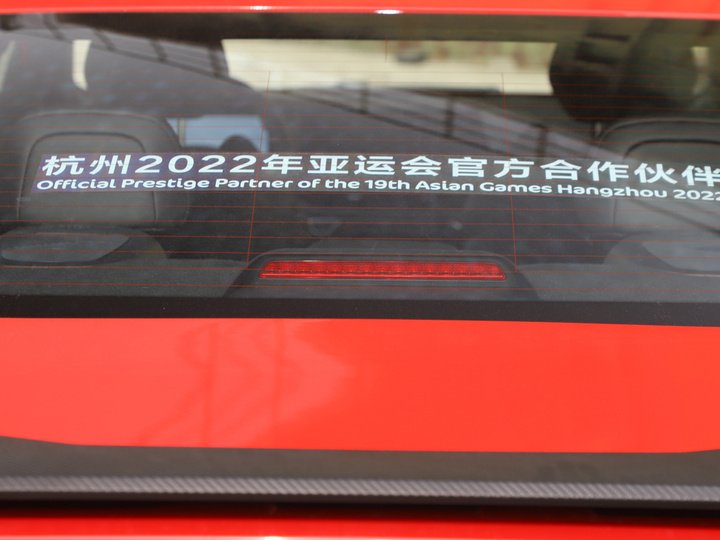 杭州2022年亚运会官方合作伙伴
Official Prestige Partner of the 19th Asian Games Hangzhou 2022